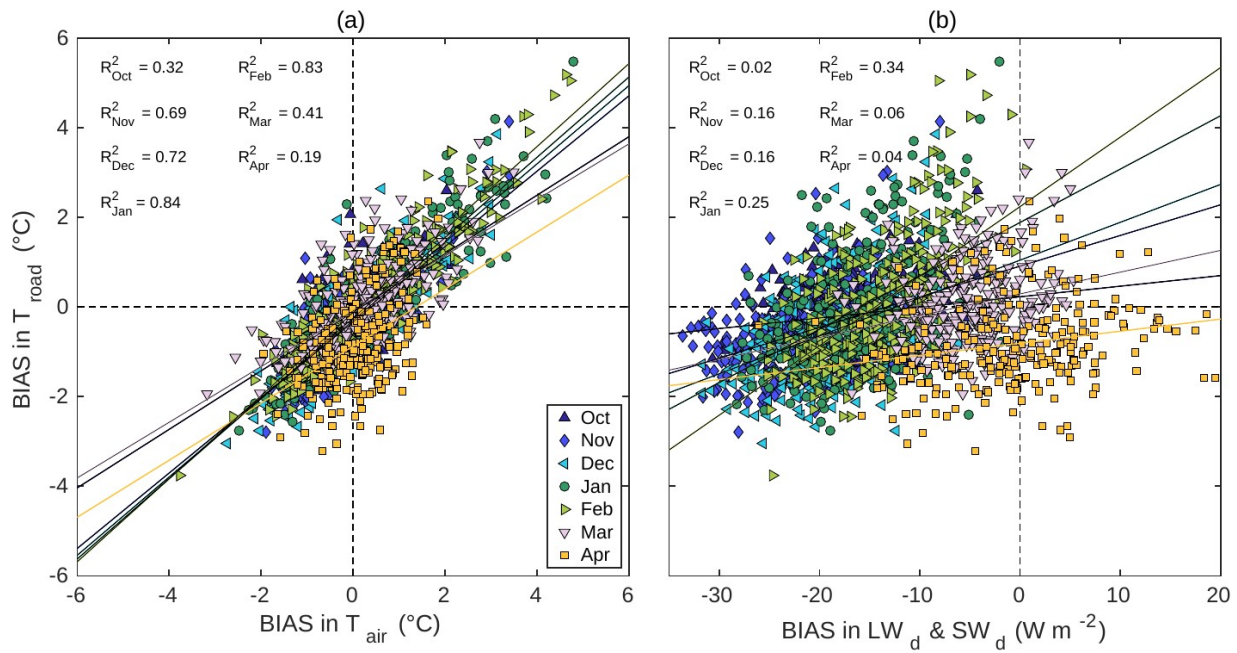 (a)
BIAS in T road (°C)
6
4
2
0
-2
-4
-6
R²Oct = 0.32 R²Feb = 0.83
R²Nov = 0.69 R²Mar = 0.41
R²Dec = 0.72 R²Apr = 0.19
R²Jan = 0.84
Oct
Nov
Dec
Jan
Feb
Mar
Apr
-6 -4 -2 0 2 4 6
BIAS in T air (°C)
(b)
R²Oct = 0.02 R²Feb = 0.34
R²Nov = 0.16 R²Mar = 0.06
R²Dec = 0.16 R²Apr = 0.04
R²Jan = 0.25
-30 -20 -10 0 10 20
BIAS in LW d & SW d (W m -2)